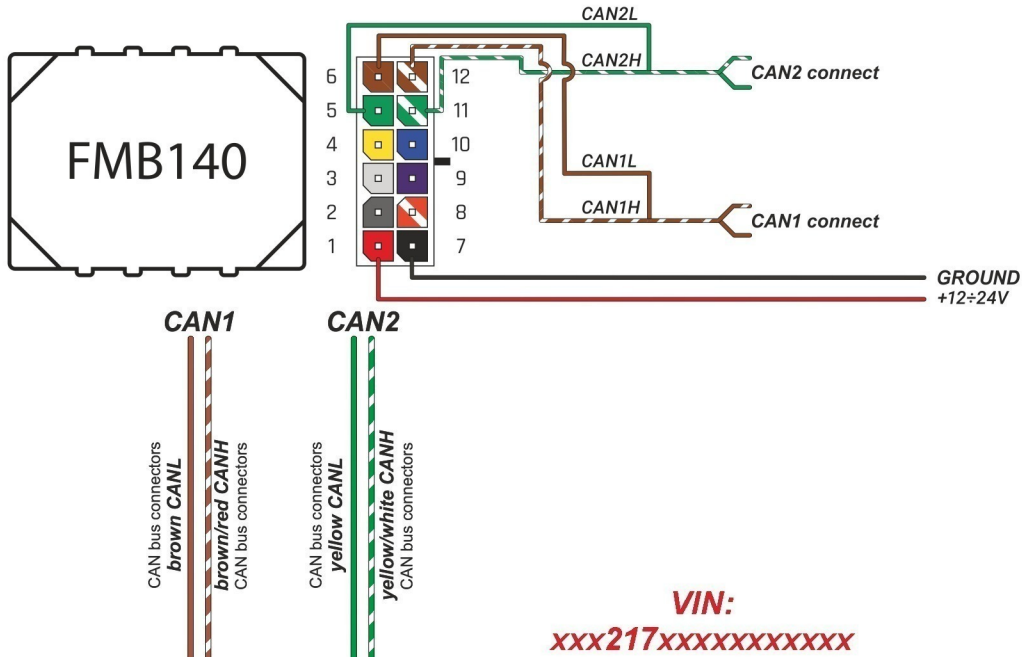 CAN2L
CAN2H
CAN2 connect
FMB140
6 12
5 11
4 10
3 9
2 8
1 7
CAN1L
CAN1H
CAN1 connect
GROUND
+12÷24V
CAN1
CAN2
CAN bus connectors
brown CANL
brown/red CANH
CAN bus connectors
CAN bus connectors
yellow CANL
yellow/white CANH
CAN bus connectors
VIN:
xxx217xxxxxxxxxxx